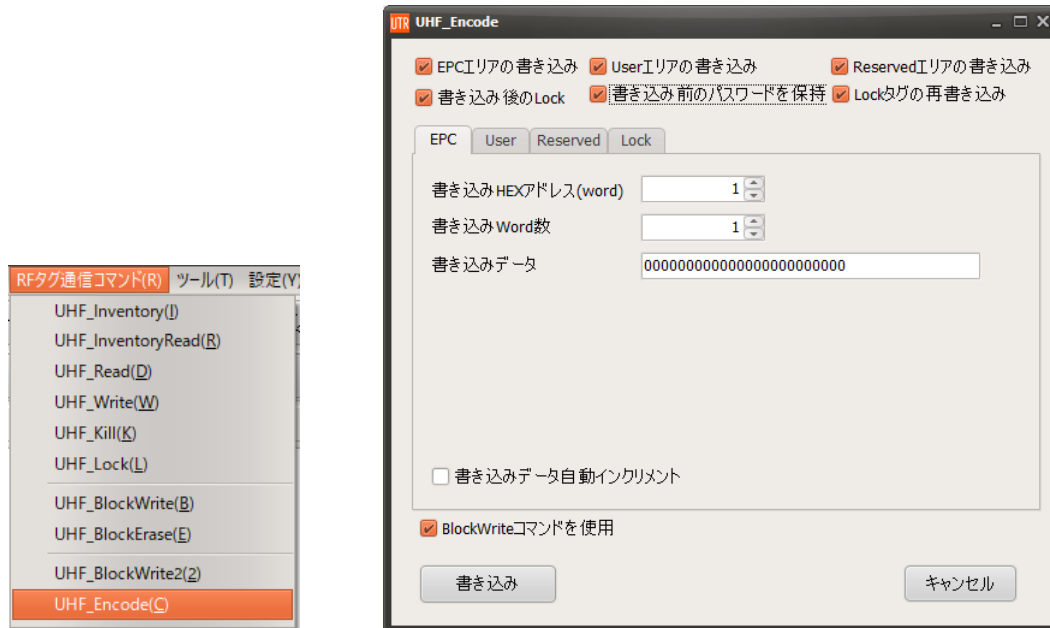 RFタグ通信コマンド(R) ツール(T) 設定(Y)
UHF_Inventory(I)
UHF_InventoryRead(R)
UHF_Read(D)
UHF_Write(W)
UHF_Kill(K)
UHF_Lock(L)
UHF_BlockWrite(B)
UHF_BlockErase(E)
UHF_BlockWrite2(2)
UHF_Encode(C)
UTR UHF_Encode
EPCエリアの書き込み Userエリアの書き込み Reservedエリアの書き込み
書き込み後のLock 書き込み前のパスワードを保持 Lockタグの再書き込み
EPC User Reserved Lock
書き込みHEXアドレス(word) 1
書き込みWord数 1
書き込みデータ 000000000000000000000000
書き込みデータ自動インクリメント
BlockWriteコマンドを使用
書き込み キャンセル